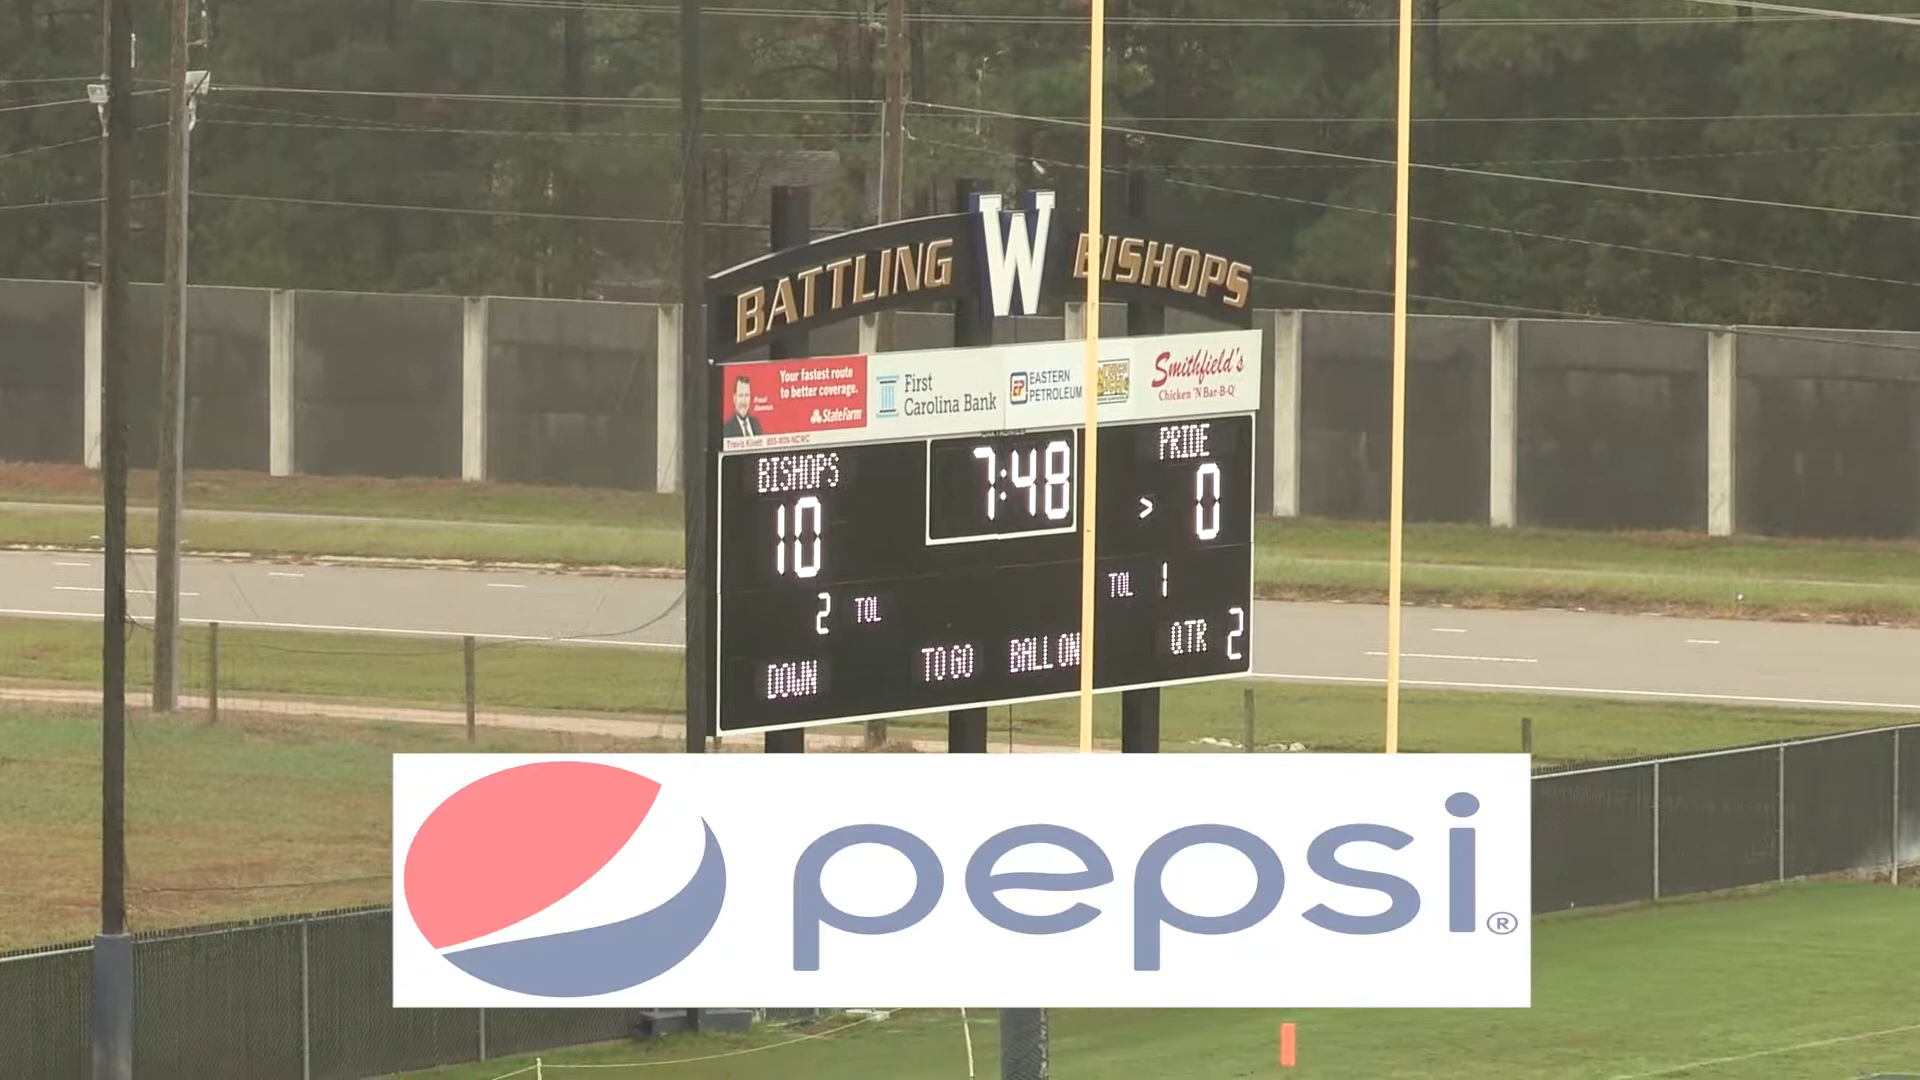 W
BATTLING BISHOPS
Your fastest route
to better coverage.
StateFarm
First
Carolina Bank
EASTERN
PETROLEUM
Smithfield's
Chicken 'N Bar-B-Q
BISHOPS
7:48
PRIDE
10
> 0
2 TOL
TOL 1
DOWN
TO GO
BALL ON
QTR 2
pepsi®